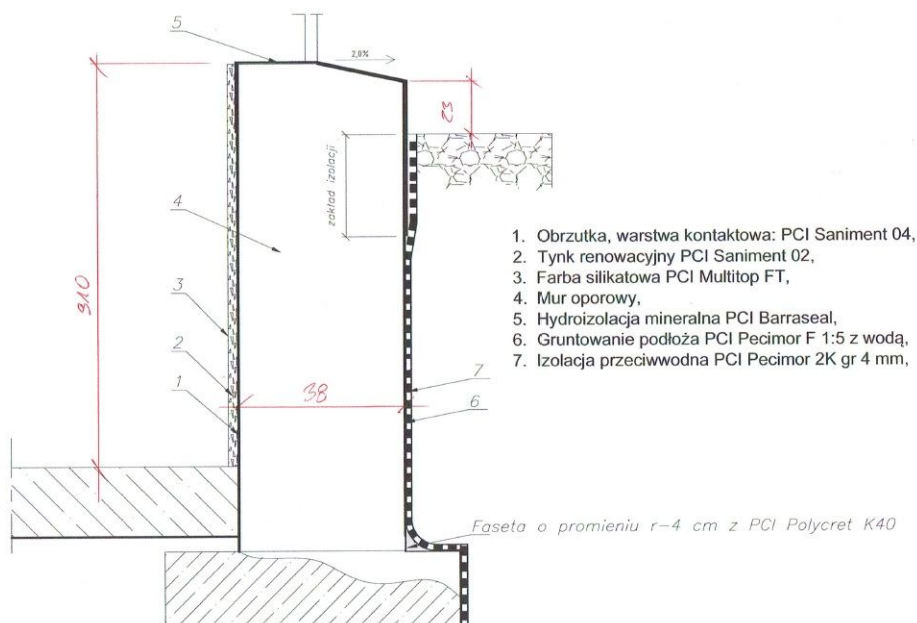 5
2,0%
23
zakład izolacji
4
1. Obrzutka, warstwa kontaktowa: PCI Saniment 04,
2. Tynk renowacyjny PCI Saniment 02,
3. Farba silikatowa PCI Multitop FT,
4. Mur oporowy,
5. Hydroizolacja mineralna PCI Barraseal,
6. Gruntowanie podłoża PCI Pecimor F 1:5 z wodą,
7. Izolacja przeciwwodna PCI Pecimor 2K gr 4 mm,
3
2
1
38
7
6
Faseta o promieniu r-4 cm z PCI Polycret K40